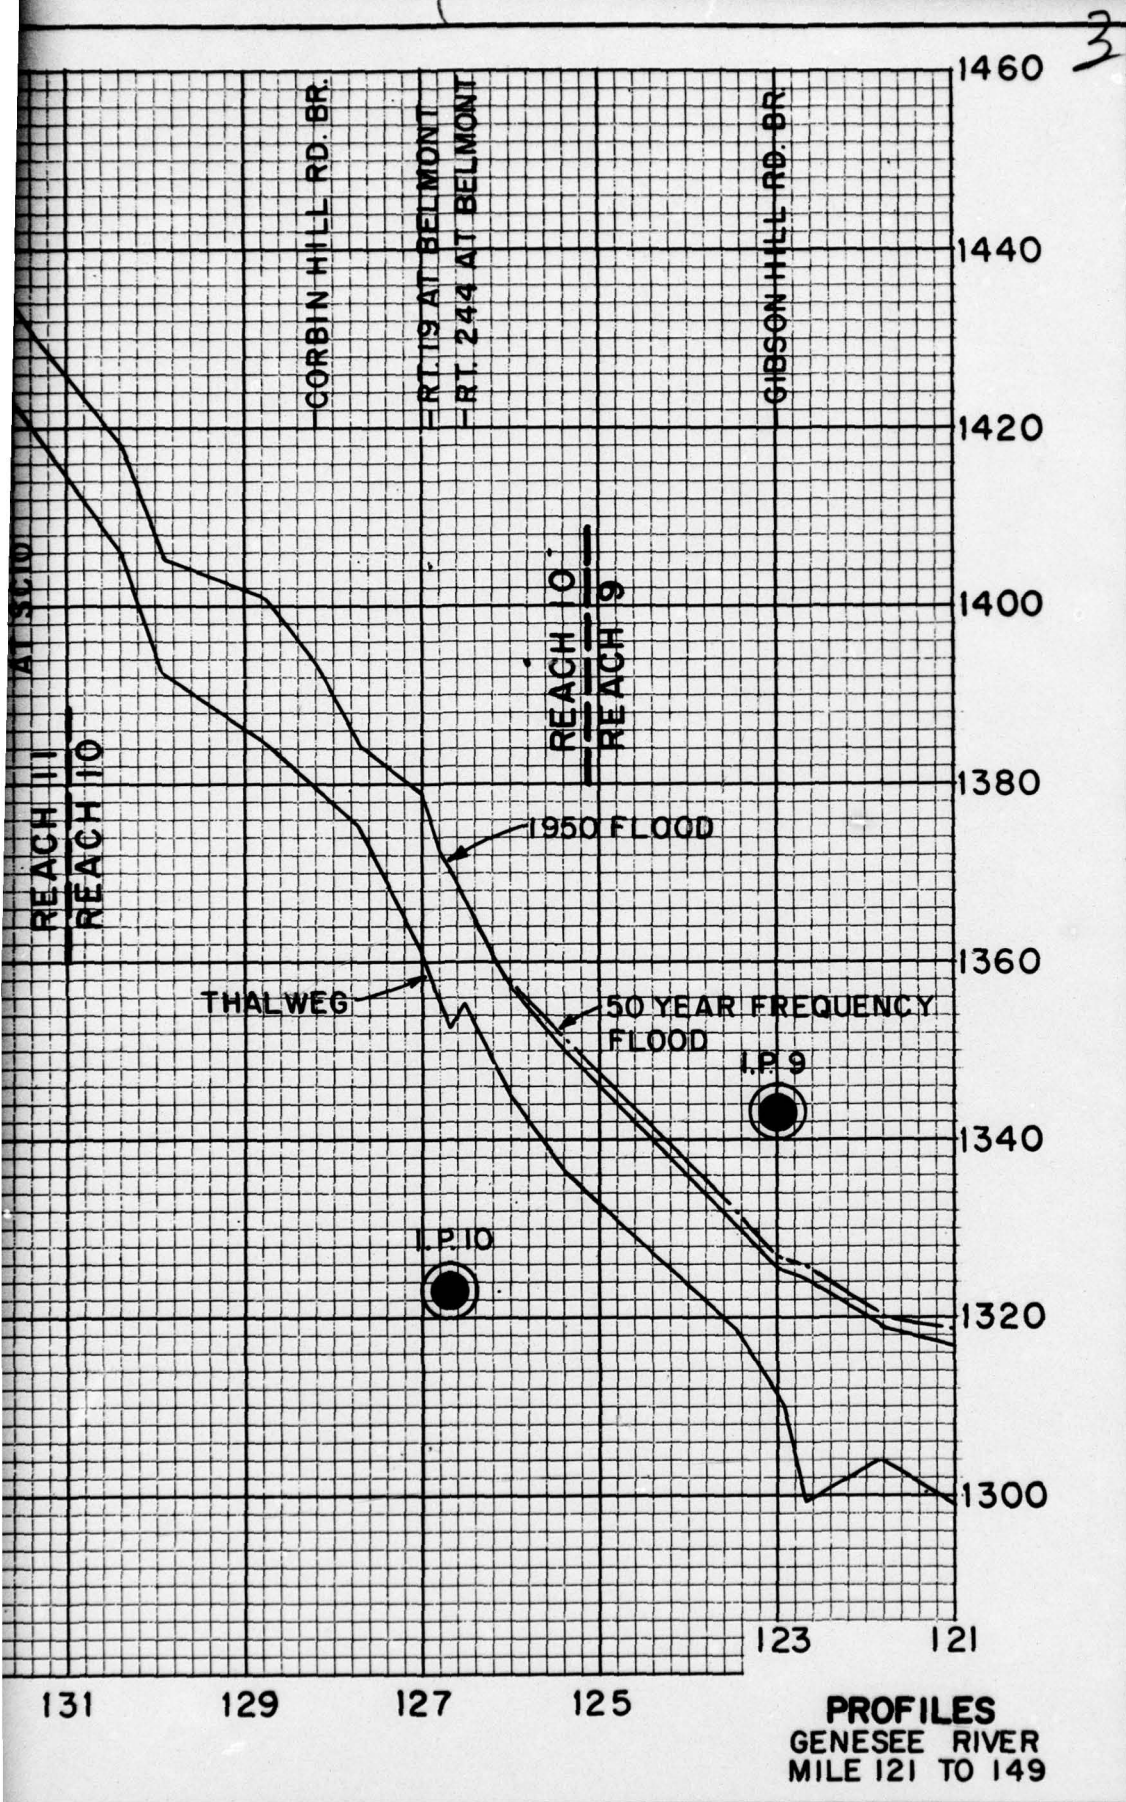 3
1460
CORBIN HILL RD. BR.
RT. 19 AT BELMONT
RT. 244 AT BELMONT
GIBSON HILL RD. BR.
1440
1420
AT SCIO
REACH 10
REACH 9
1400
REACH 11
REACH 10
1380
1950 FLOOD
1360
THALWEG
50 YEAR FREQUENCY
FLOOD
I.P. 9
1340
I.P. 10
1320
1300
123 121
131 129 127 125
PROFILES
GENESEE RIVER
MILE 121 TO 149